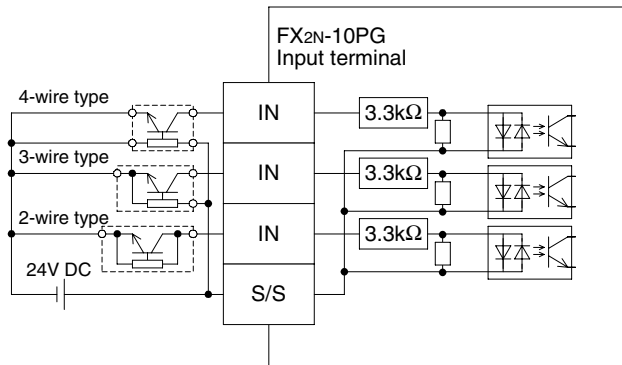 FX2N-10PG
Input terminal
4-wire type
IN
3.3kΩ
3-wire type
IN
3.3kΩ
2-wire type
IN
3.3kΩ
24V DC
S/S